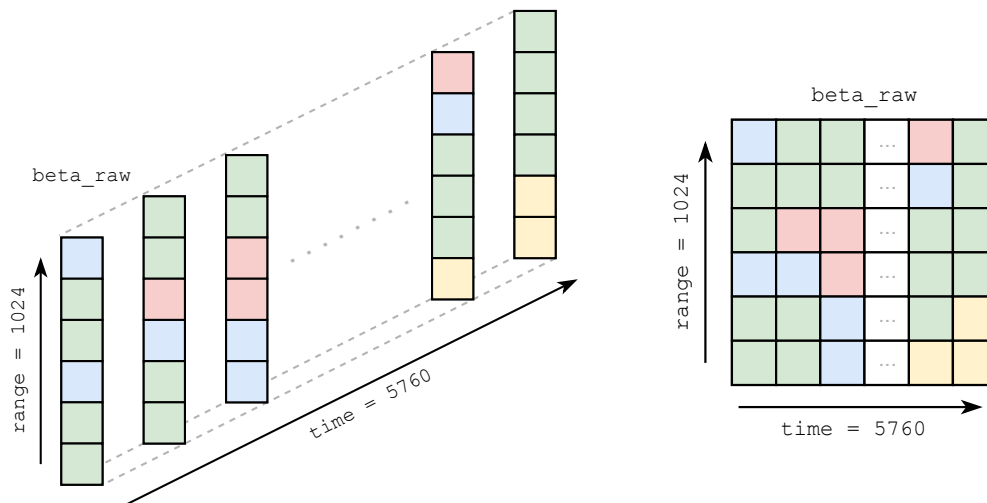 beta_raw
range = 1024
time = 5760
beta_raw
range = 1024
...
...
...
...
...
...
time = 5760